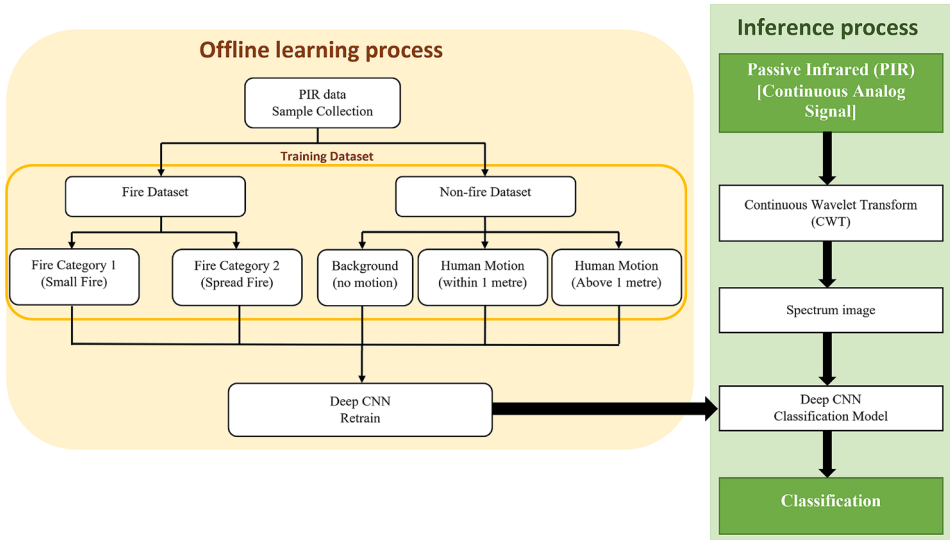 Offline learning process
PIR data
Sample Collection
Training Dataset
Fire Dataset
Non-fire Dataset
Fire Category 1
(Small Fire)
Fire Category 2
(Spread Fire)
Background
(no motion)
Human Motion
(within 1 metre)
Human Motion
(Above 1 metre)
Deep CNN
Retrain
Inference process
Passive Infrared (PIR)
[Continuous Analog
Signal]
Continuous Wavelet Transform
(CWT)
Spectrum image
Deep CNN
Classification Model
Classification